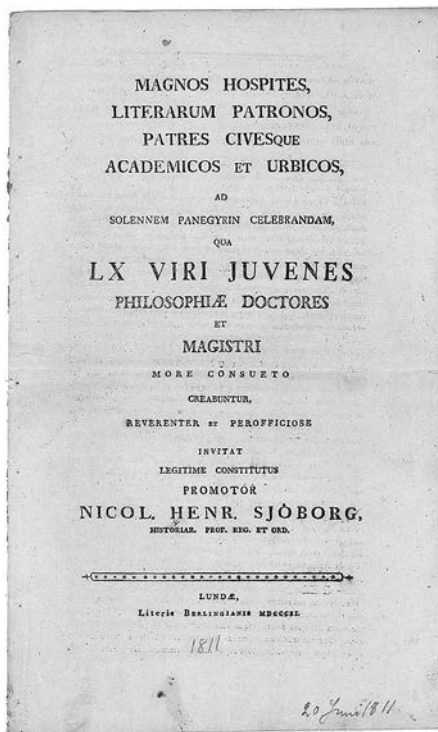 MAGNOS HOSPITES,
LITERARUM PATRONOS,
PATRES CIVESQUE
ACADEMICOS ET URBICOS,
AD
SOLENNEM PANEGYRIN CELEBRANDAM,
QUA
LX VIRI JUVENES
PHILOSOPHIÆ DOCTORES
ET
MAGISTRI
MORE CONSUETO
CREABUNTUR,
REVERENTER ET PEROFFICIOSE
INVITAT
LEGITIME CONSTITUTUS
PROMOTOR
NICOL. HENR. SJÖBORG,
HISTORIAR. PROF. REG. ET ORD.
LUNDÆ,
Literis BERLINGIANIS MDCCCXI.
1811
20 Juni 1811.